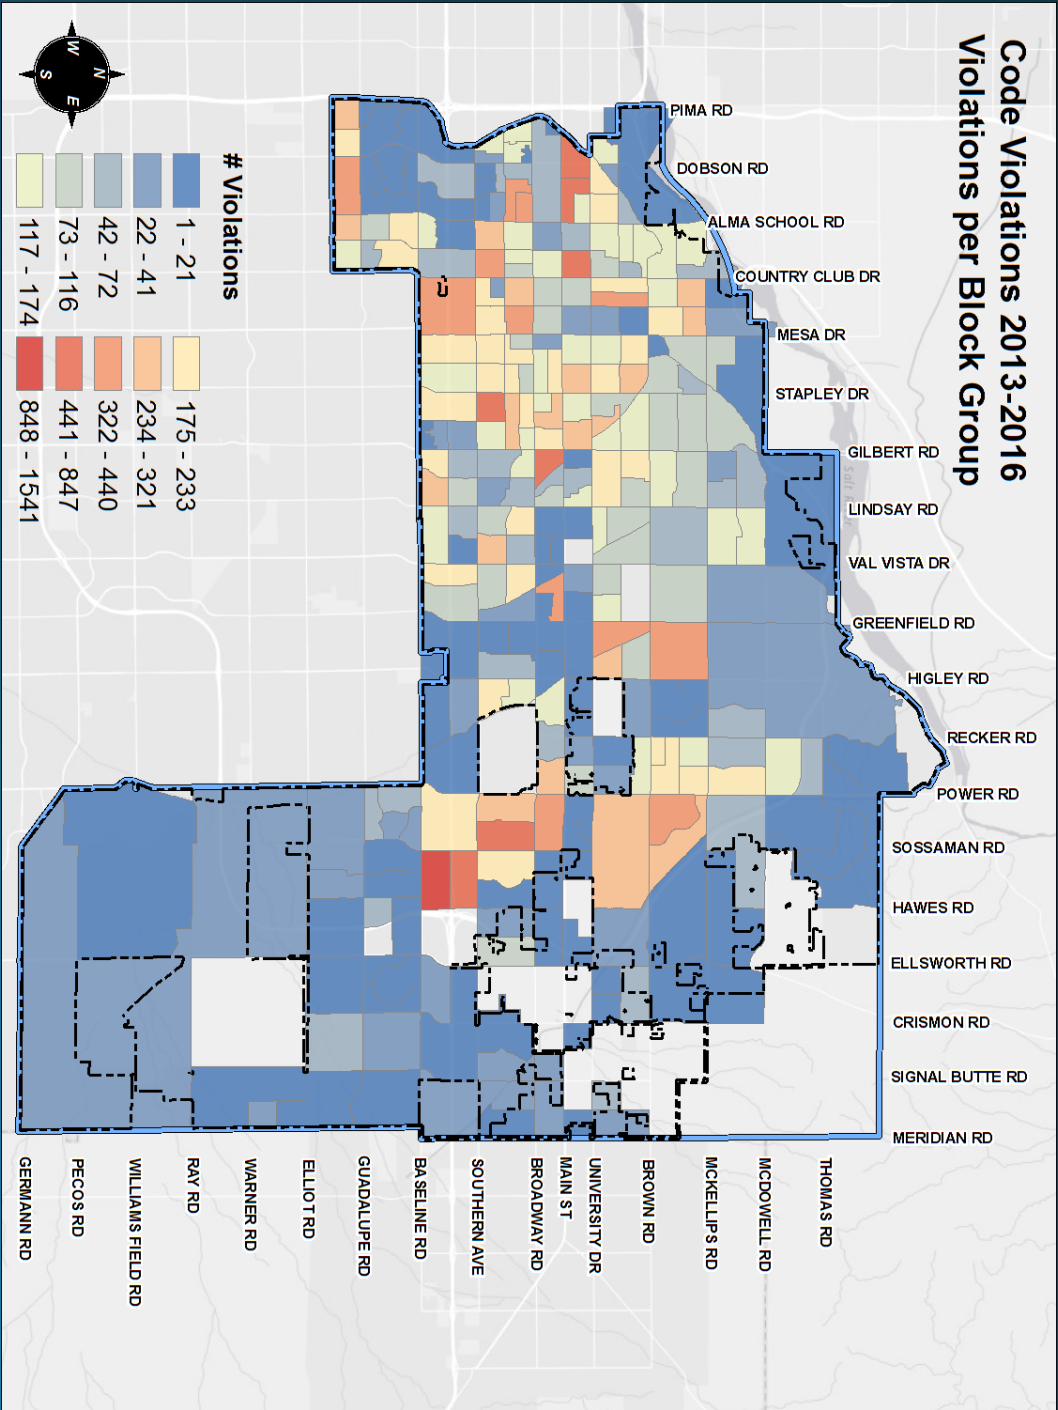 Code Violations 2013-2016
Violations per Block Group
PIMA RD
DOBSON RD
ALMA SCHOOL RD
COUNTRY CLUB DR
MESA DR
STAPLEY DR
GILBERT RD
LINDSAY RD
VAL VISTA DR
GREENFIELD RD
HIGLEY RD
RECKER RD
POWER RD
SOSSAMAN RD
HAWES RD
ELLSWORTH RD
CRISMON RD
SIGNAL BUTTE RD
MERIDIAN RD
THOMAS RD
MCDOWELL RD
MCKELLIPS RD
BROWN RD
UNIVERSITY DR
MAIN ST
BROADWAY RD
SOUTHERN AVE
BASELINE RD
GUADALUPE RD
ELLIOT RD
WARNER RD
RAY RD
WILLIAMS FIELD RD
PECOS RD
GERMANN RD
Salt River
# Violations
1 - 21
22 - 41
42 - 72
73 - 116
117 - 174
175 - 233
234 - 321
322 - 440
441 - 847
848 - 1541
N
W
E
S